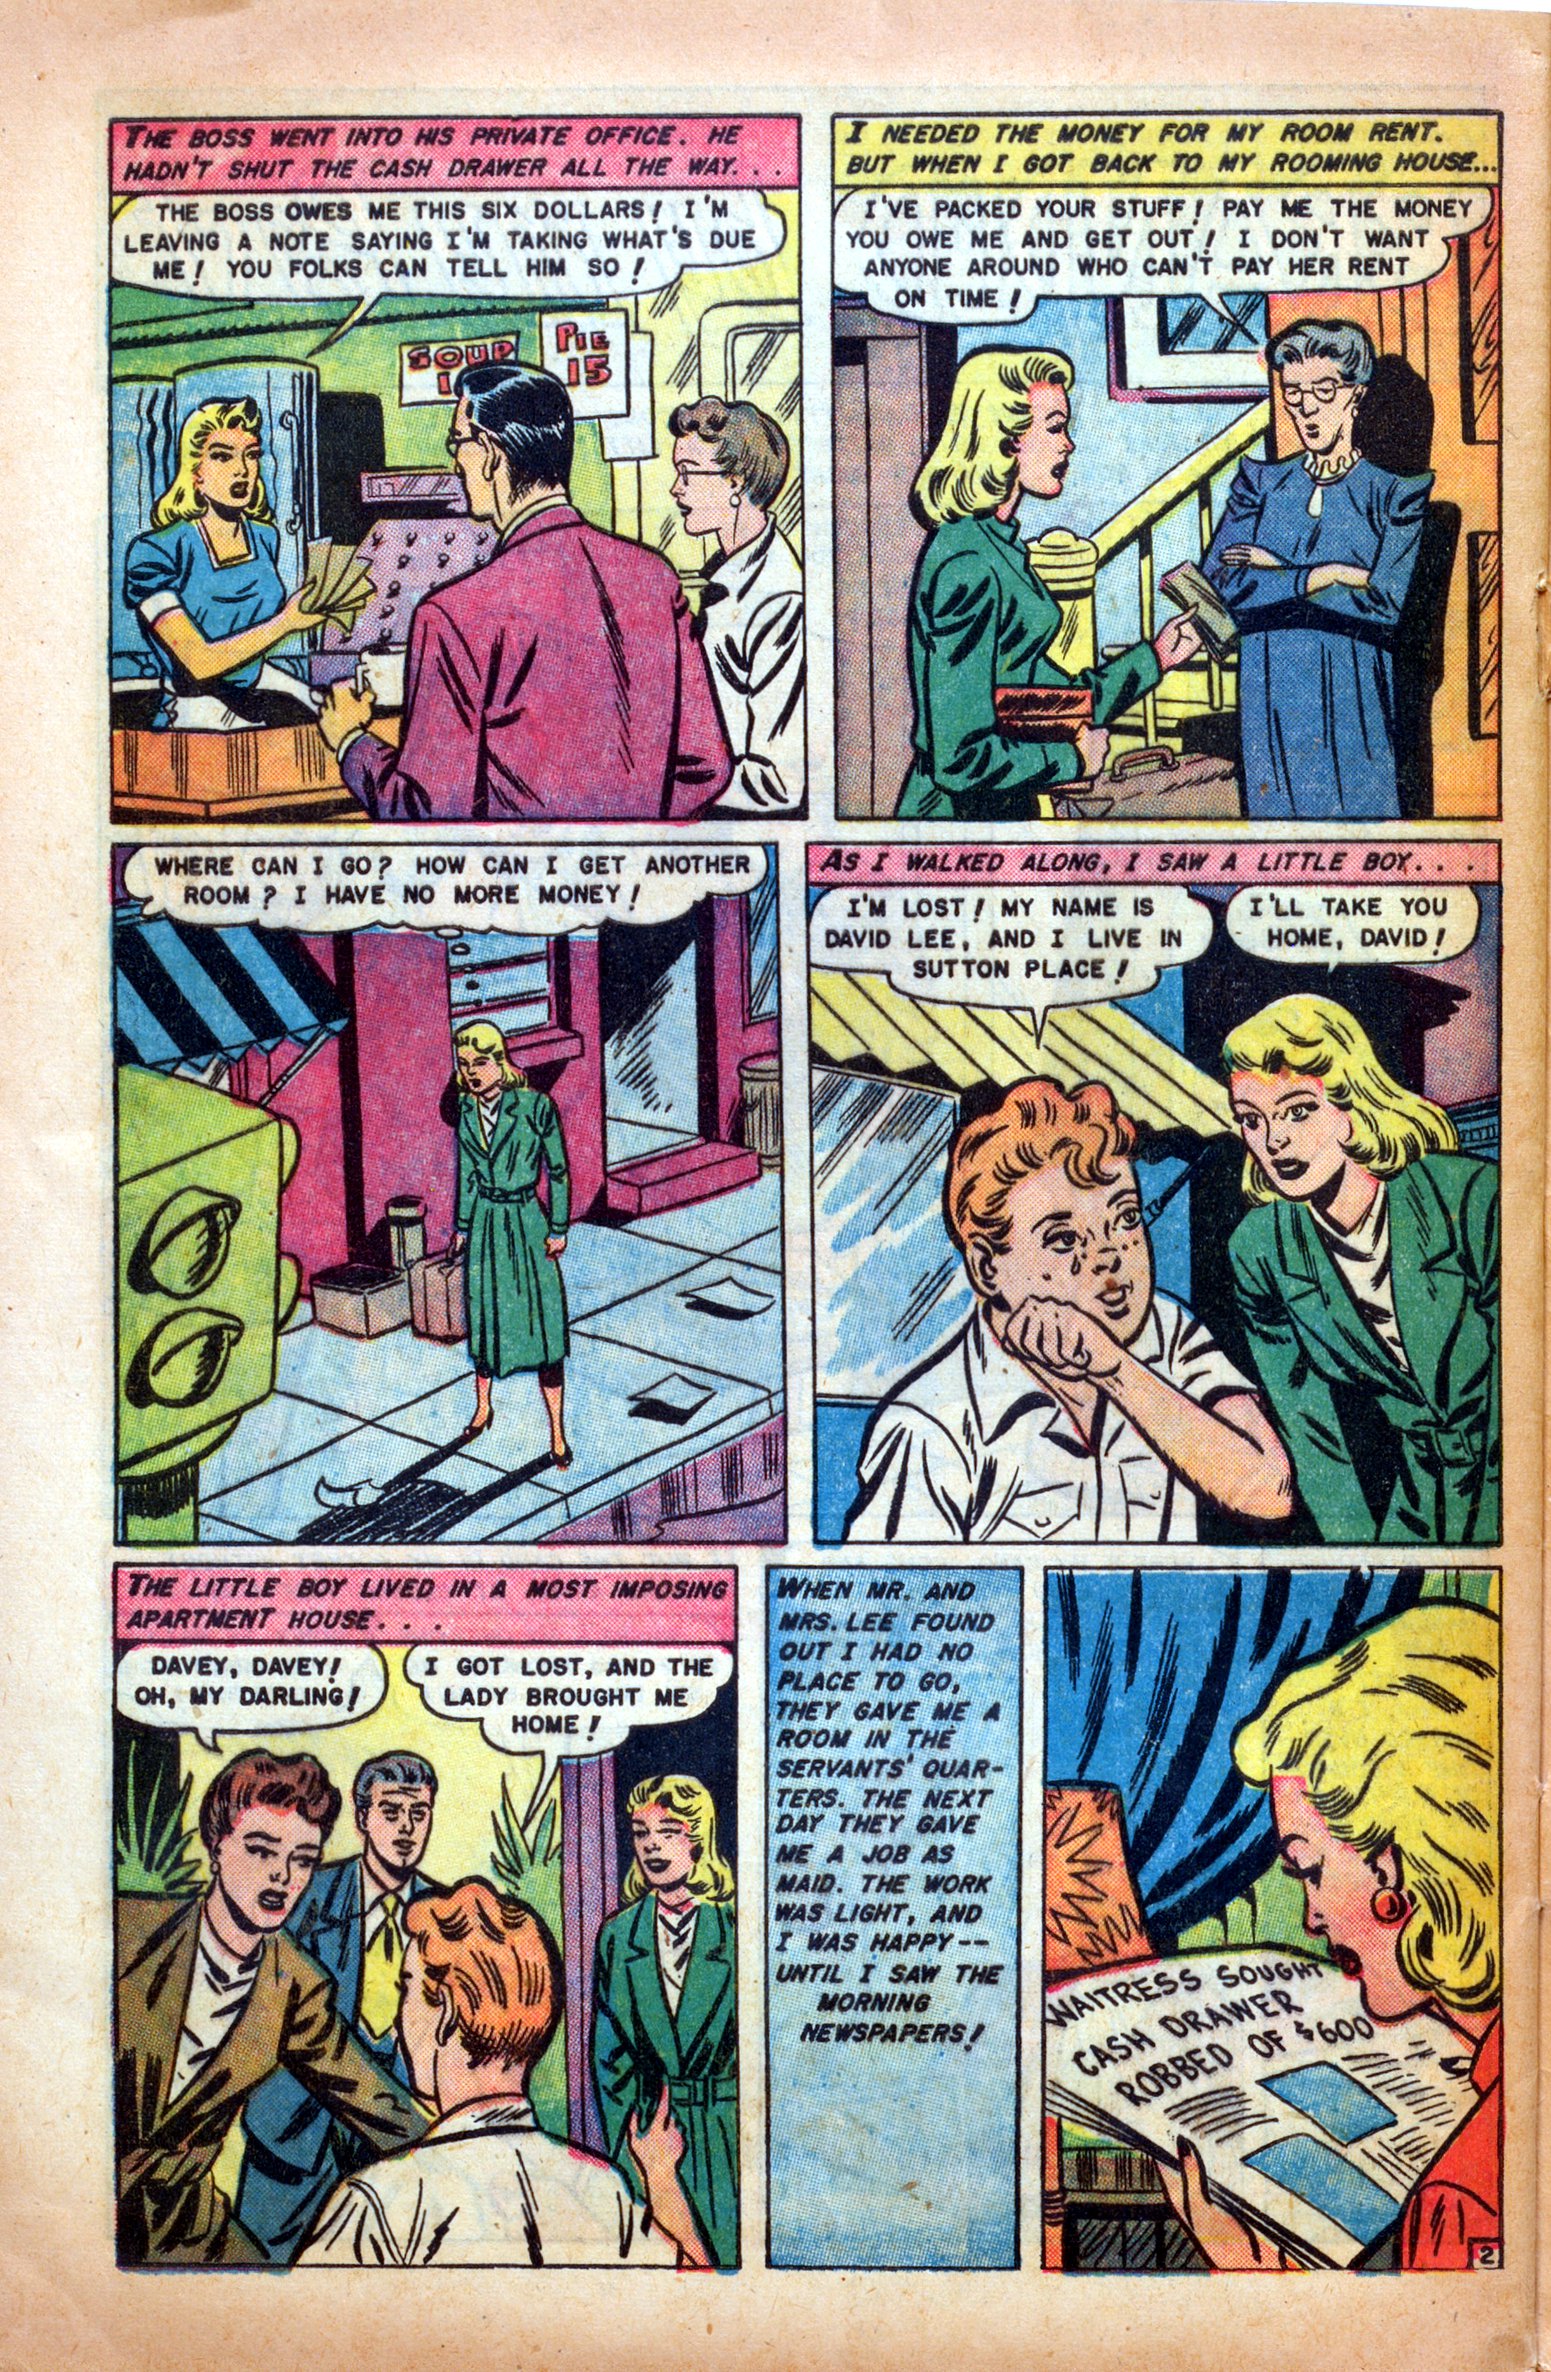 THE BOSS WENT INTO HIS PRIVATE OFFICE. HE
HADN'T SHUT THE CASH DRAWER ALL THE WAY. . .
THE BOSS OWES ME THIS SIX DOLLARS! I'M
LEAVING A NOTE SAYING I'M TAKING WHAT'S DUE
ME! YOU FOLKS CAN TELL HIM SO!
SOUP
1
PIE
15
I NEEDED THE MONEY FOR MY ROOM RENT.
BUT WHEN I GOT BACK TO MY ROOMING HOUSE...
I'VE PACKED YOUR STUFF! PAY ME THE MONEY
YOU OWE ME AND GET OUT! I DON'T WANT
ANYONE AROUND WHO CAN'T PAY HER RENT
ON TIME!
WHERE CAN I GO? HOW CAN I GET ANOTHER
ROOM? I HAVE NO MORE MONEY!
AS I WALKED ALONG, I SAW A LITTLE BOY. . .
I'M LOST! MY NAME IS
DAVID LEE, AND I LIVE IN
SUTTON PLACE!
I'LL TAKE YOU
HOME, DAVID!
THE LITTLE BOY LIVED IN A MOST IMPOSING
APARTMENT HOUSE. . .
DAVEY, DAVEY!
OH, MY DARLING!
I GOT LOST, AND THE
LADY BROUGHT ME
HOME!
WHEN MR. AND
MRS. LEE FOUND
OUT I HAD NO
PLACE TO GO,
THEY GAVE ME A
ROOM IN THE
SERVANTS' QUAR-
TERS. THE NEXT
DAY THEY GAVE
ME A JOB AS
MAID. THE WORK
WAS LIGHT, AND
I WAS HAPPY--
UNTIL I SAW THE
MORNING
NEWSPAPERS!
WAITRESS SOUGHT
CASH DRAWER
ROBBED OF $600
2